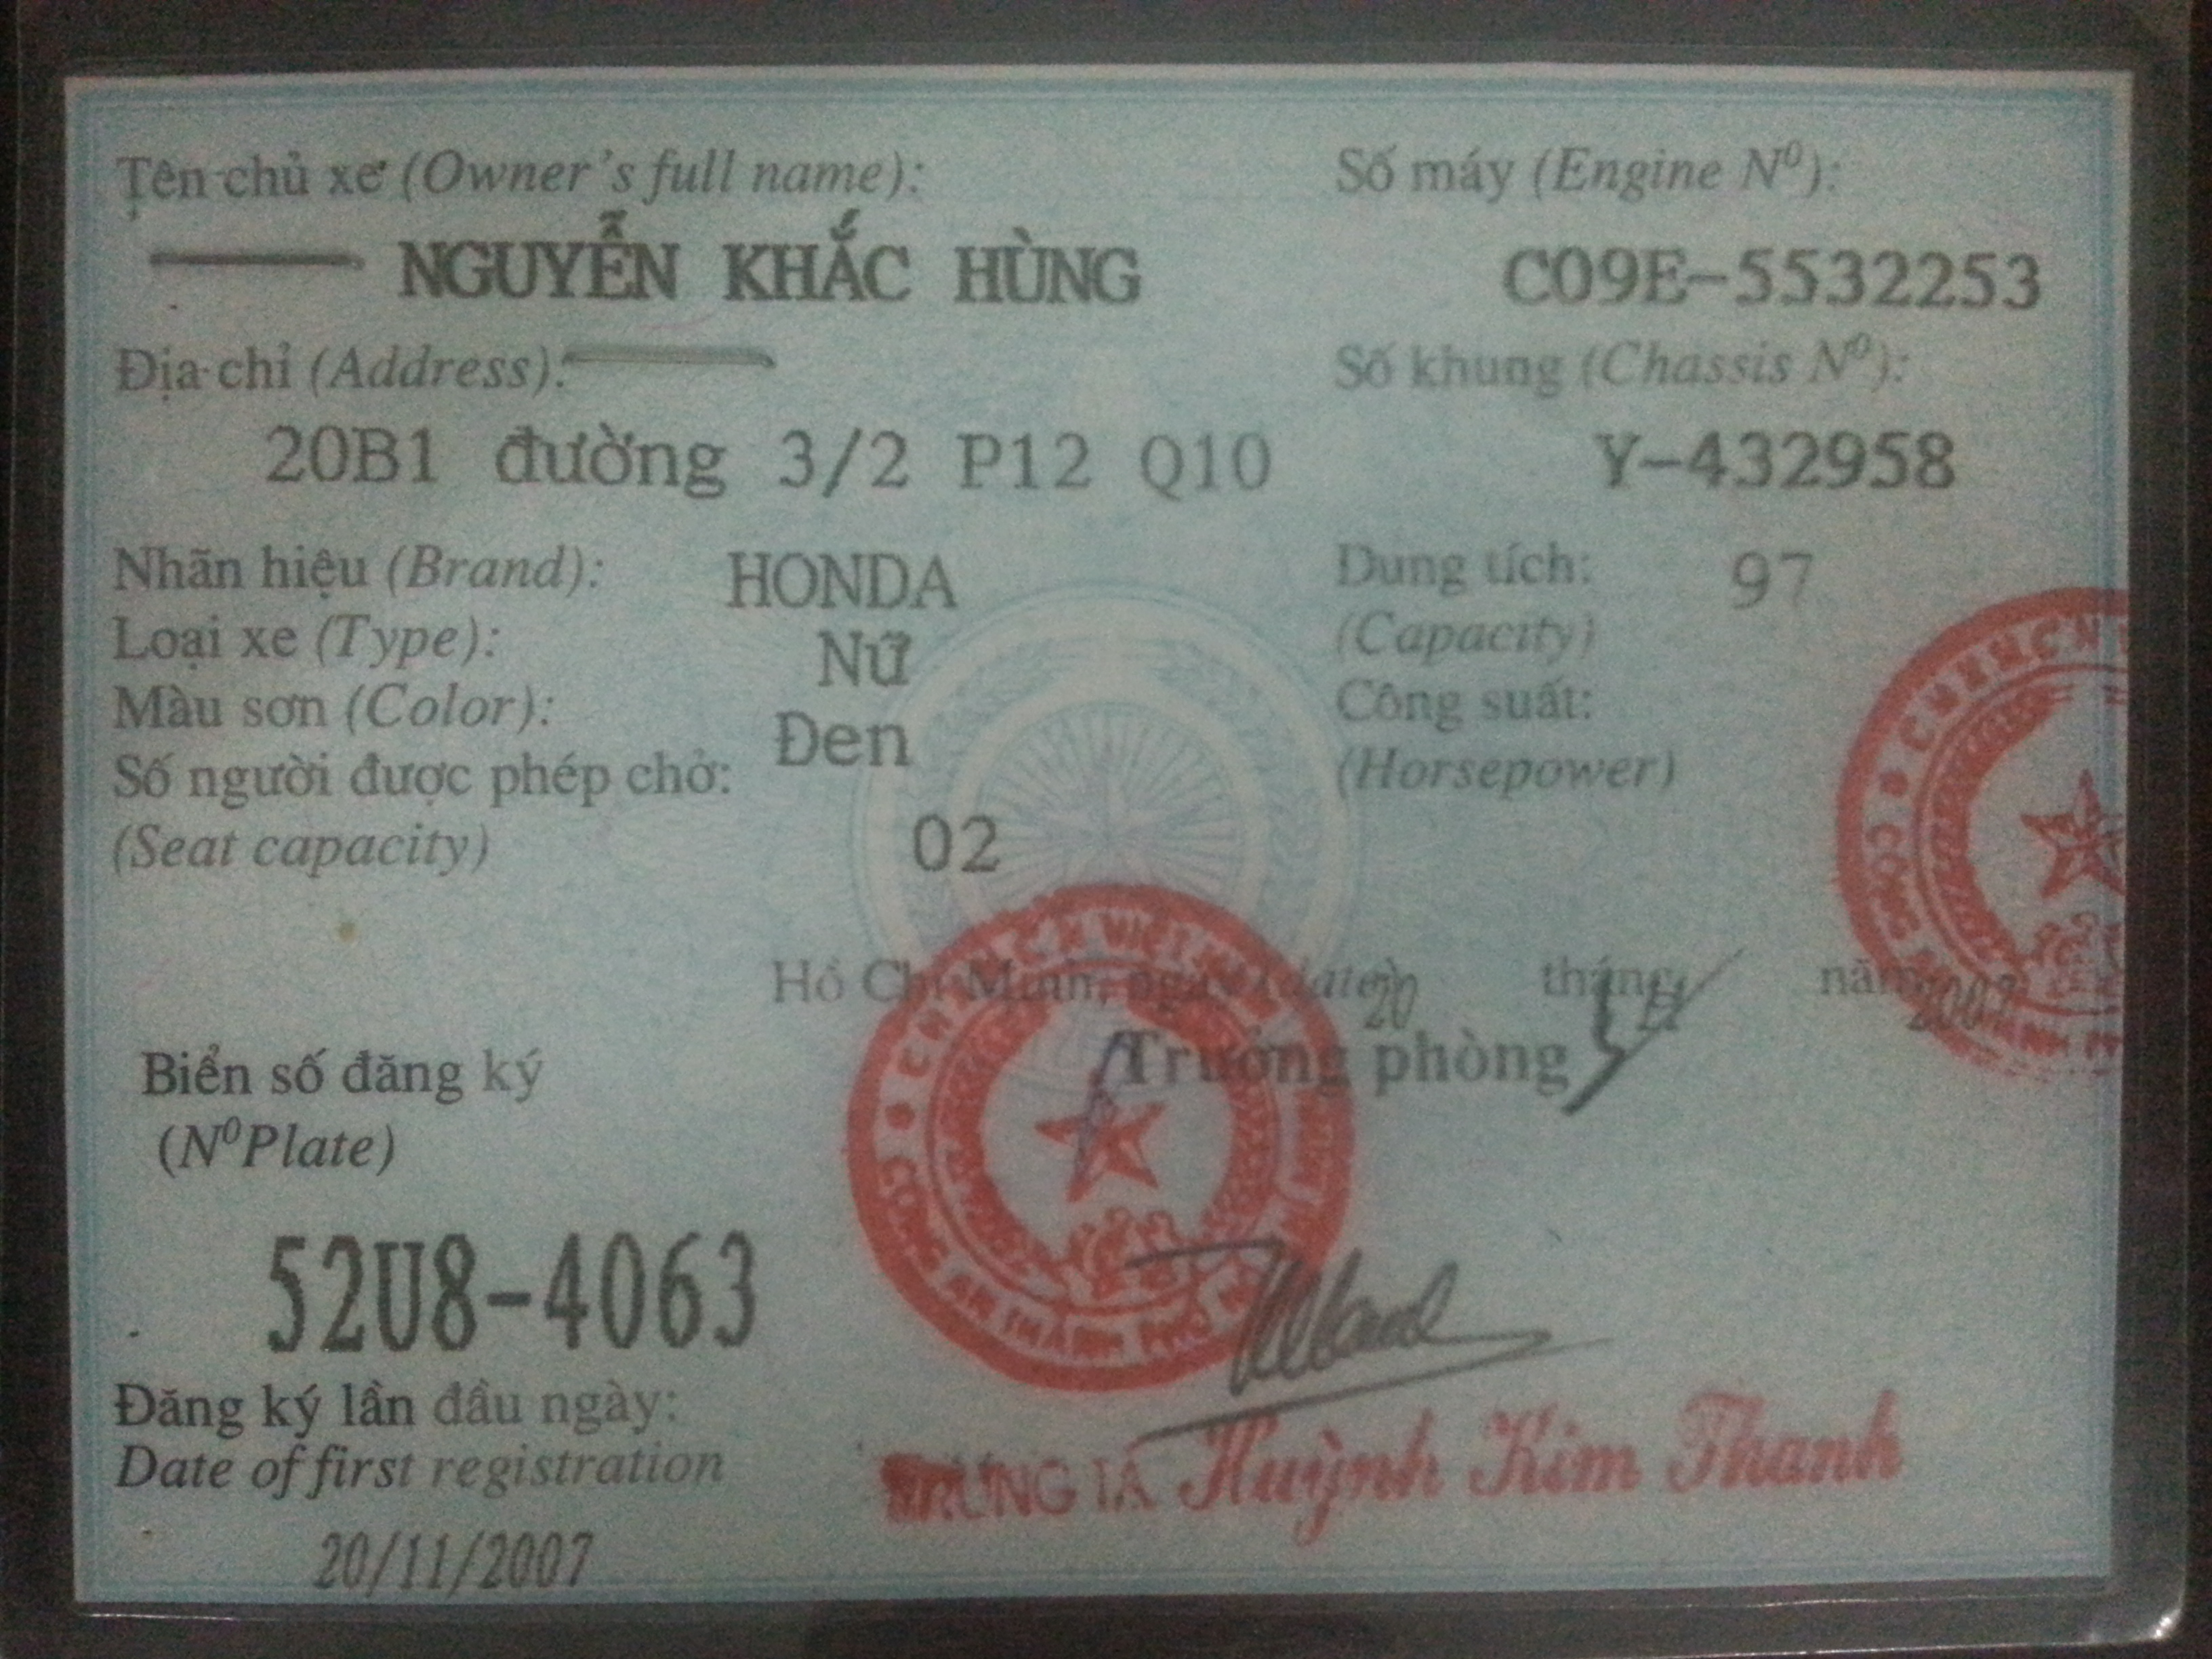 Tên chủ xe (Owner's full name):
NGUYỄN KHẮC HÙNG
Địa chỉ (Address):
20B1 đường 3/2 P12 Q10
Nhãn hiệu (Brand): HONDA
Loại xe (Type): Nữ
Màu sơn (Color): Đen
Số người được phép chở:
(Seat capacity) 02
Số máy (Engine Nº):
C09E-5532253
Số khung (Chassis Nº):
Y-432958
Dung tích: 97
(Capacity)
Công suất:
(Horsepower)
Hồ Chí Minh, ngày (date) 20 tháng 11 năm 2007
Trưởng phòng
Biển số đăng ký
(Nº Plate)
52U8-4063
Đăng ký lần đầu ngày:
Date of first registration
20/11/2007
TRUNG TÁ Huỳnh Kim Thanh